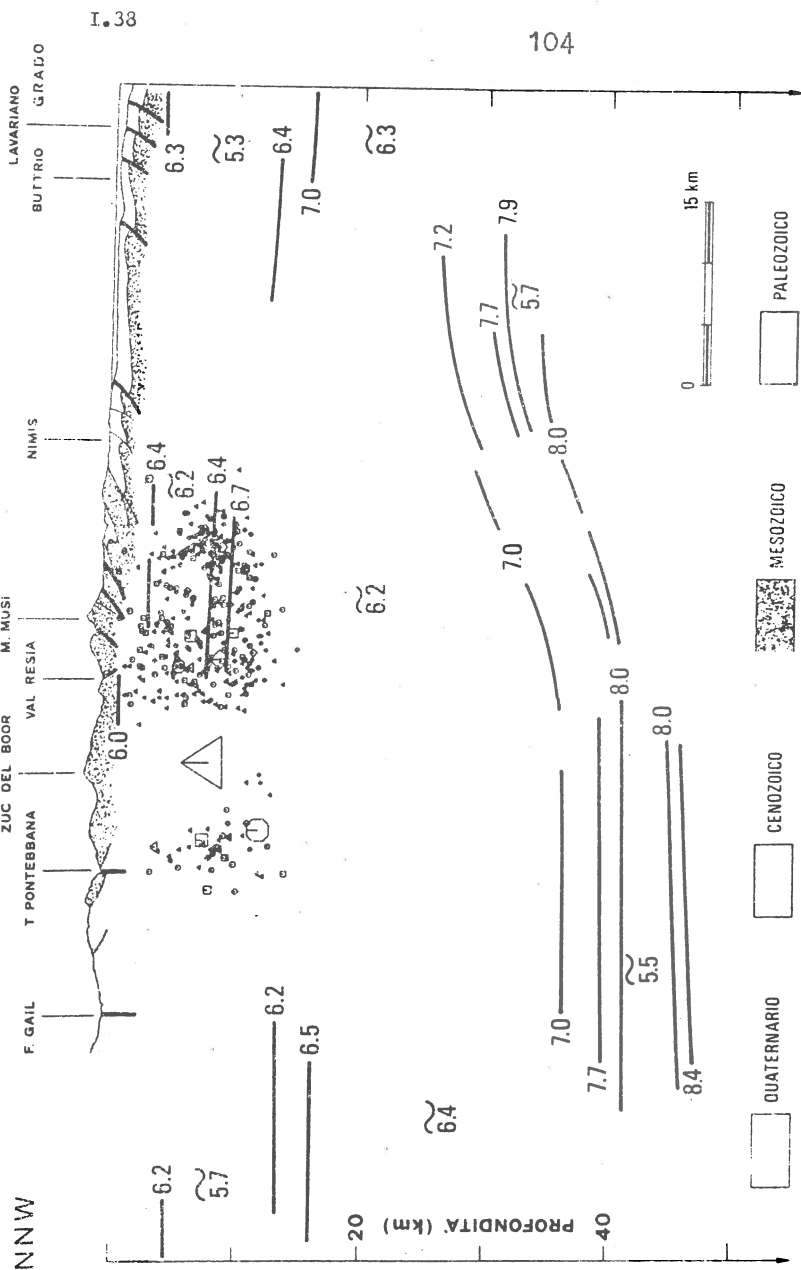 I.38
104
NNW
F. GAIL
T PONTEBBANA
ZUC DEL BOOR
VAL RESIA
M. MUSI
NIMIS
BUTTRIO
LAVARIANO
GRADO
6.2
5.7
6.2
6.5
6.4
6.0
6.4
6.2
6.4
6.7
6.2
6.3
5.3
6.4
7.0
6.3
7.2
7.7
7.9
5.7
8.0
7.0
8.0
7.0
7.7
5.5
8.0
8.4
PROFONDITÀ (km)
20
40
0
15 km
QUATERNARIO
CENOZOICO
MESOZOICO
PALEOZOICO